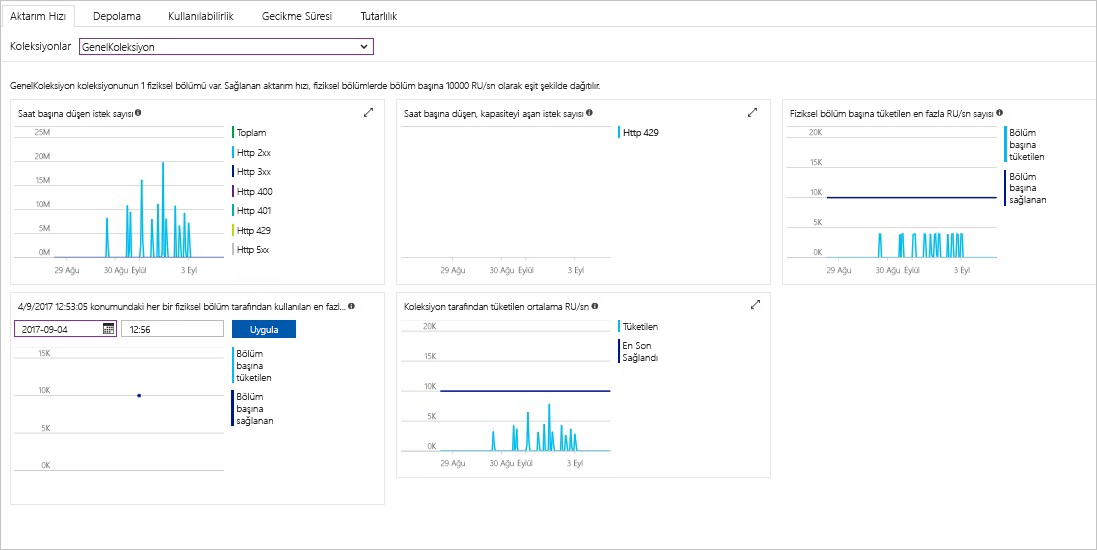 Aktarım Hızı Depolama Kullanılabilirlik Gecikme Süresi Tutarlılık
Koleksiyonlar GenelKoleksiyon
GenelKoleksiyon koleksiyonunun 1 fiziksel bölümü var. Sağlanan aktarım hızı, fiziksel bölümlerde bölüm başına 10000 RU/sn olarak eşit şekilde dağıtılır.
Saat başına düşen istek sayısı
25M
20M
15M
10M
5M
0M
29 Ağu 30 Ağu Eylül 3 Eyl
Toplam
Http 2xx
Http 3xx
Http 400
Http 401
Http 429
Http 5xx
Saat başına düşen, kapasiteyi aşan istek sayısı
29 Ağu 30 Ağu Eylül 3 Eyl
Http 429
Fiziksel bölüm başına tüketilen en fazla RU/sn sayısı
20K
15K
10K
5K
0K
29 Ağu 30 Ağu Eylül 3 Eyl
Bölüm
başına
tüketilen
Bölüm
başına
sağlanan
4/9/2017 12:53:05 konumundaki her bir fiziksel bölüm tarafından kullanılan en fazl...
2017-09-04 12:56 Uygula
15K
10K
5K
0K
Bölüm
başına
tüketilen
Bölüm
başına
sağlanan
Koleksiyon tarafından tüketilen ortalama RU/sn
20K
15K
10K
5K
0K
29 Ağu 30 Ağu Eylül 3 Eyl
Tüketilen
En Son
Sağlandı